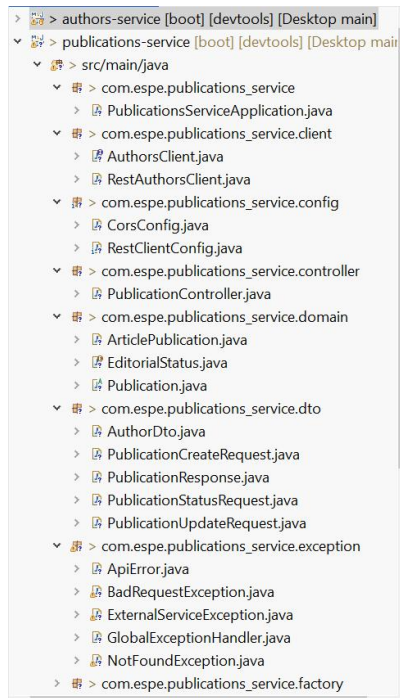 > authors-service [boot] [devtools] [Desktop main]
> publications-service [boot] [devtools] [Desktop main
> src/main/java
> com.espe.publications_service
> PublicationsServiceApplication.java
> com.espe.publications_service.client
> AuthorsClient.java
> RestAuthorsClient.java
> com.espe.publications_service.config
> CorsConfig.java
> RestClientConfig.java
> com.espe.publications_service.controller
> PublicationController.java
> com.espe.publications_service.domain
> ArticlePublication.java
> EditorialStatus.java
> Publication.java
> com.espe.publications_service.dto
> AuthorDto.java
> PublicationCreateRequest.java
> PublicationResponse.java
> PublicationStatusRequest.java
> PublicationUpdateRequest.java
> com.espe.publications_service.exception
> ApiError.java
> BadRequestException.java
> ExternalServiceException.java
> GlobalExceptionHandler.java
> NotFoundException.java
> com.espe.publications_service.factory